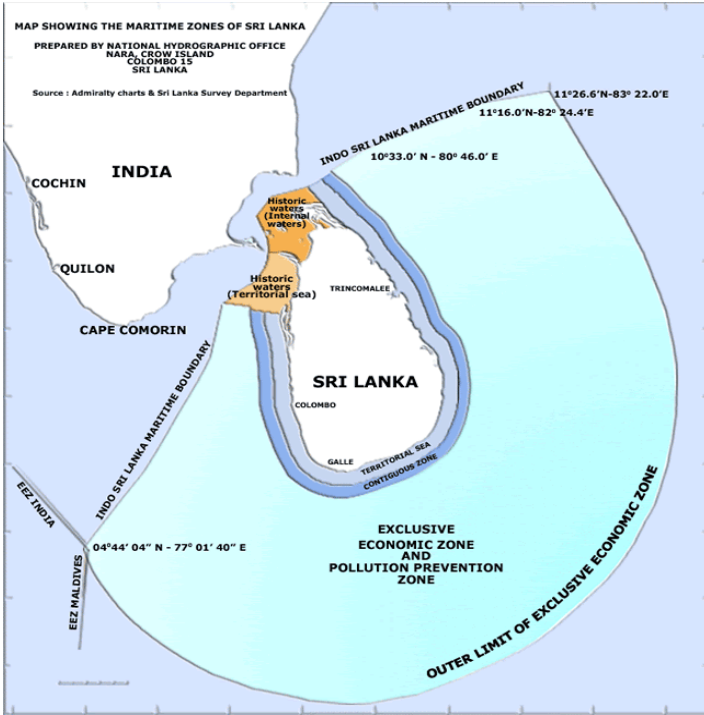 MAP SHOWING THE MARITIME ZONES OF SRI LANKA
PREPARED BY NATIONAL HYDROGRAPHIC OFFICE
NARA, CROW ISLAND
COLOMBO 15
SRI LANKA
Source : Admiralty charts & Sri Lanka Survey Department
11°26.6'N-83° 22.0'E
INDO SRI LANKA MARITIME BOUNDARY
11°16.0'N-82° 24.4'E
10°33.0' N - 80° 46.0' E
INDIA
COCHIN
Historic
waters
(Internal
waters)
QUILON
Historic
waters
(Territorial sea)
TRINCOMALEE
CAPE COMORIN
SRI LANKA
COLOMBO
INDO SRI LANKA MARITIME BOUNDARY
GALLE
TERRITORIAL SEA
CONTIGUOUS ZONE
EEZ INDIA
EXCLUSIVE
ECONOMIC ZONE
AND
POLLUTION PREVENTION
ZONE
04°44' 04" N - 77° 01' 40" E
EEZ MALDIVES
OUTER LIMIT OF EXCLUSIVE ECONOMIC ZONE